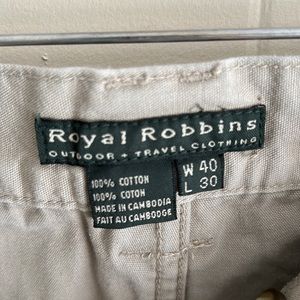 Royal Robbins
OUTDOOR + TRAVEL CLOTHING
100% COTTON
100% COTON
MADE IN CAMBODIA
FAIT AU CAMBODGE
W 40
L 30